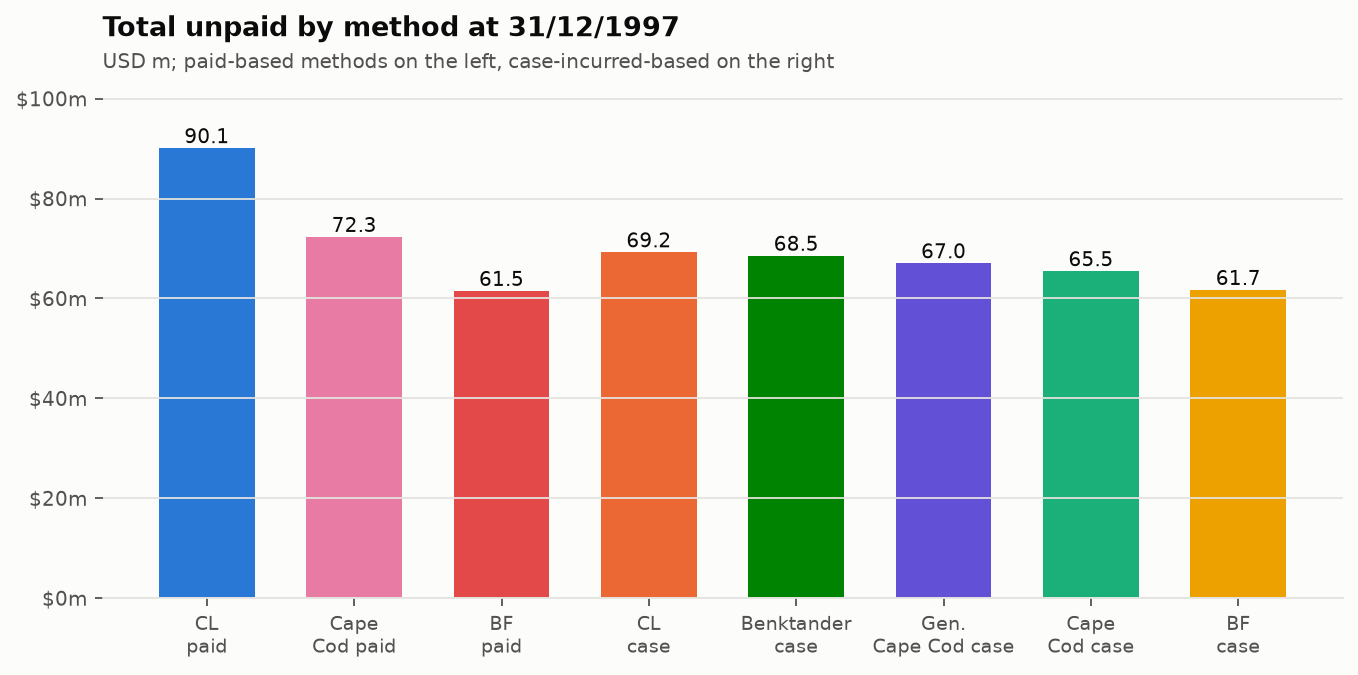 Total unpaid by method at 31/12/1997
USD m; paid-based methods on the left, case-incurred-based on the right
$100m
$80m
$60m
$40m
$20m
$0m
90.1
72.3
61.5
69.2
68.5
67.0
65.5
61.7
CL
paid
Cape
Cod paid
BF
paid
CL
case
Benktander
case
Gen.
Cape Cod case
Cape
Cod case
BF
case